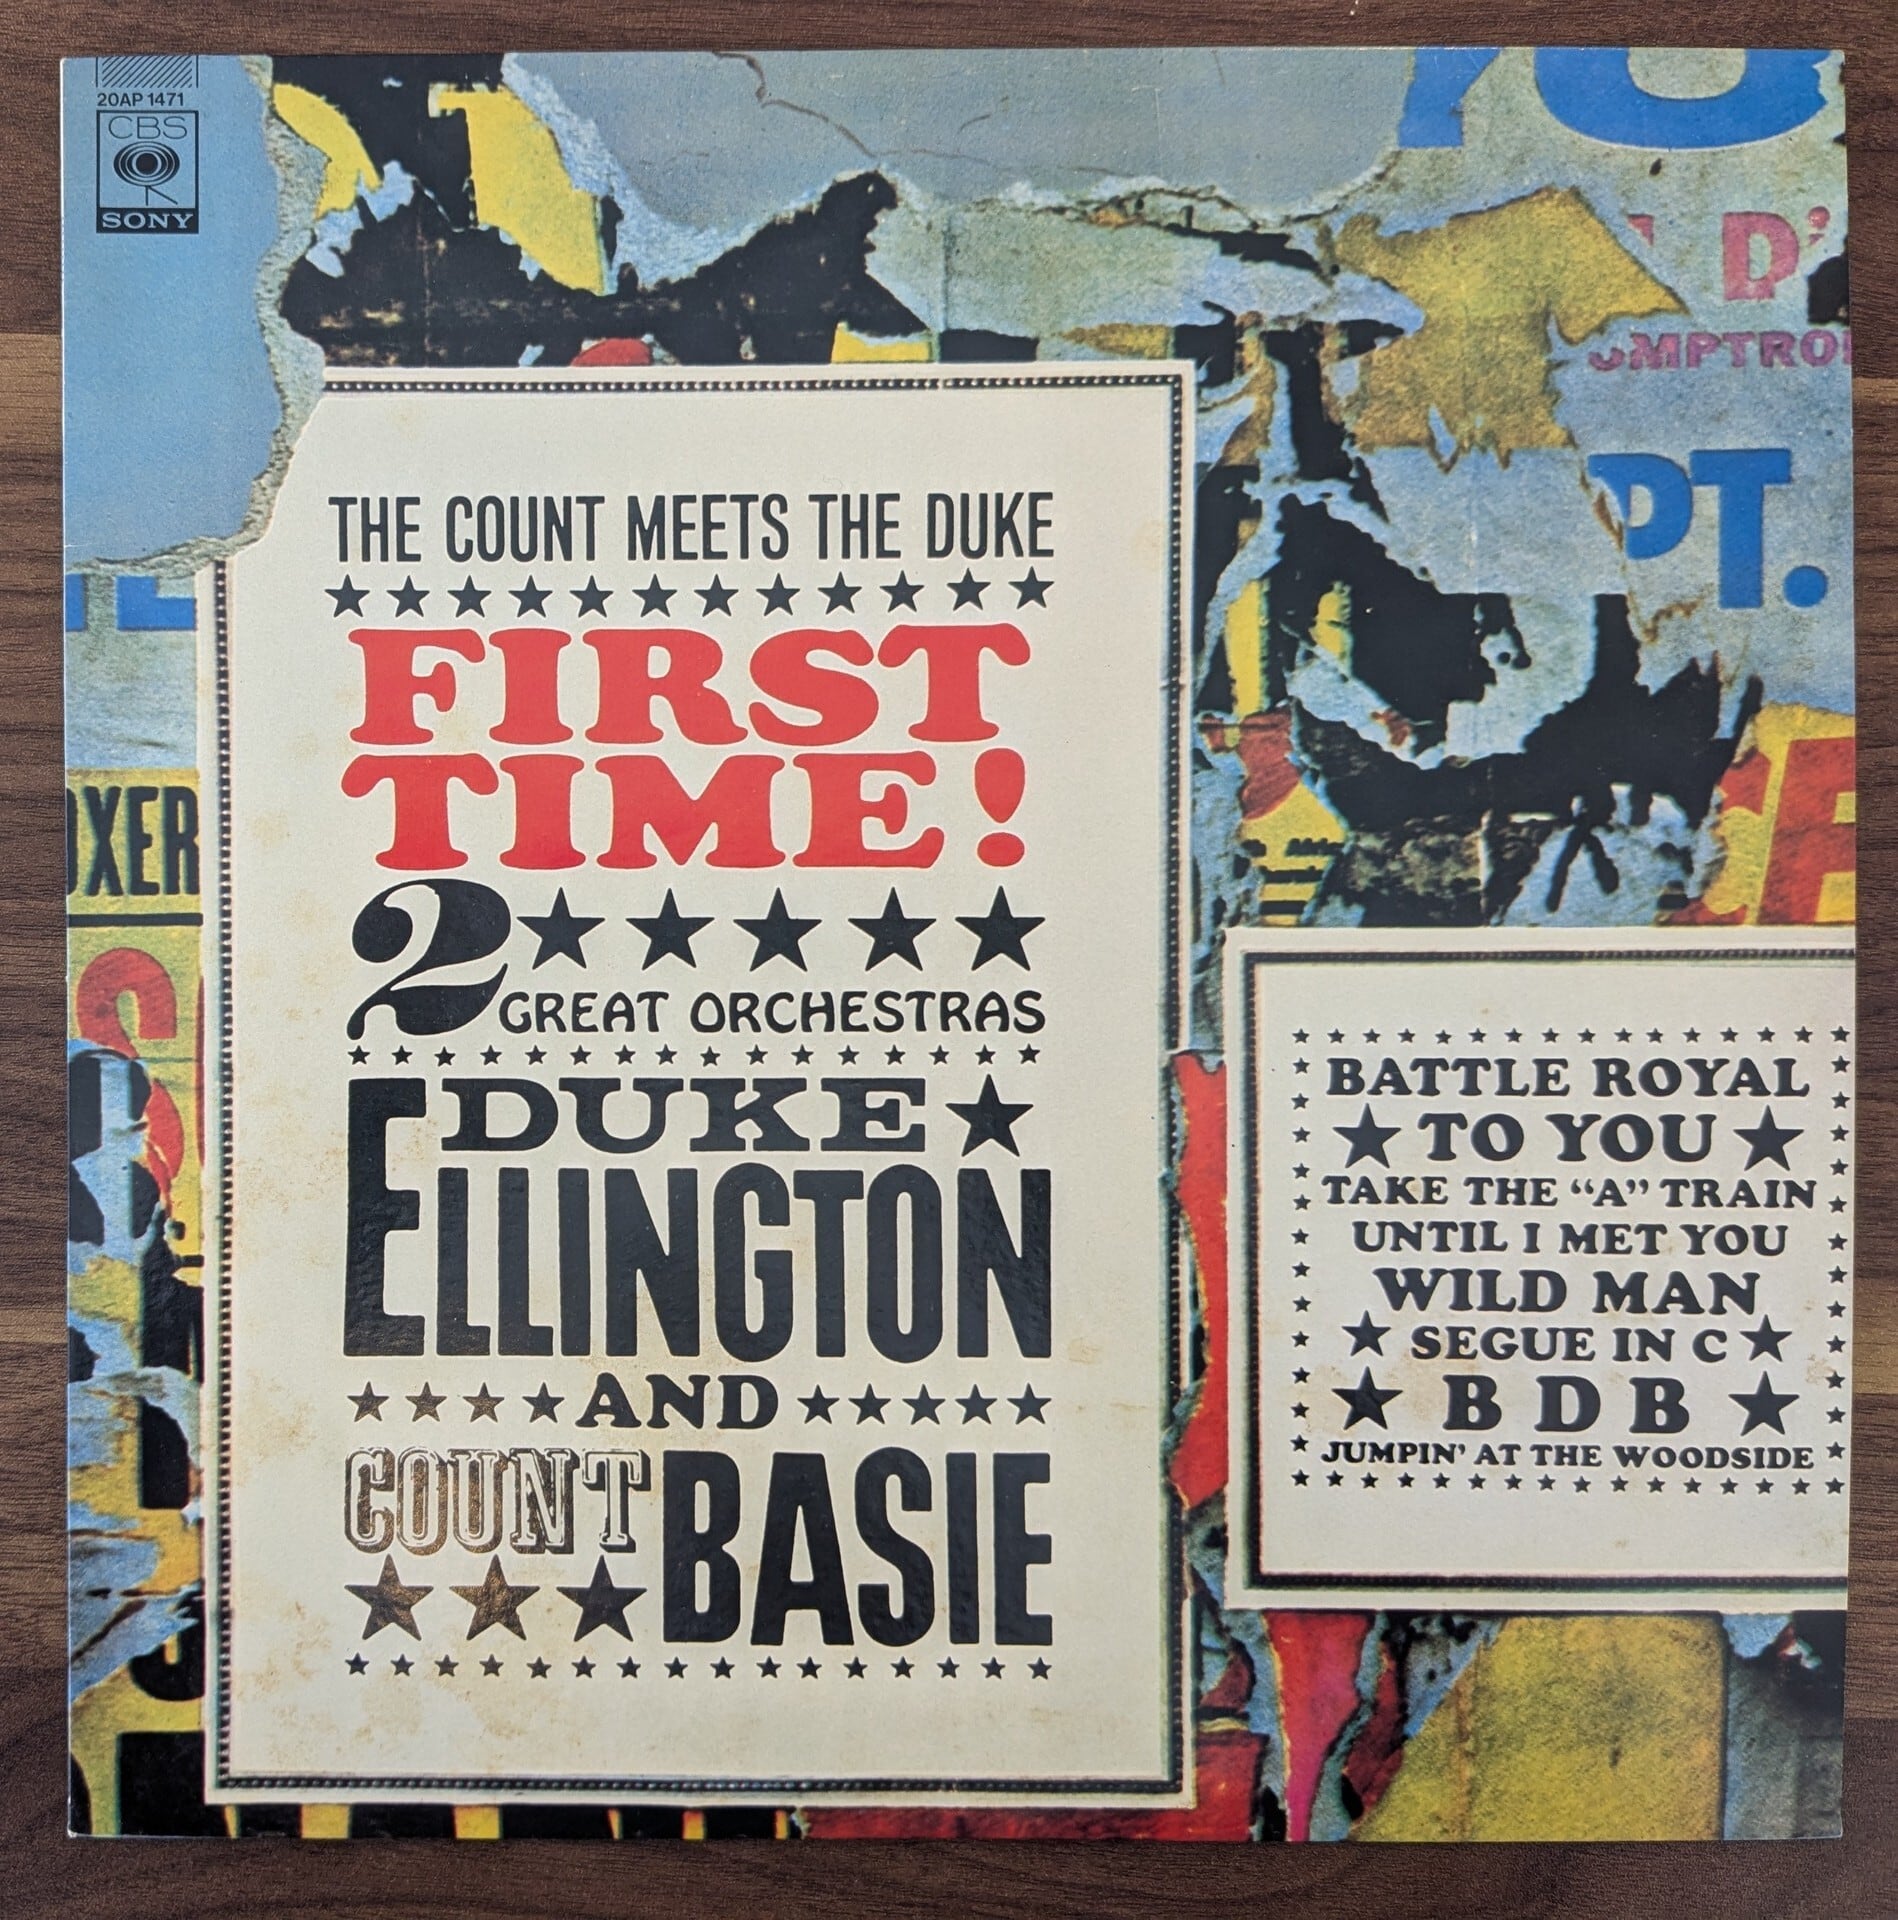 20AP 1471
CBS
SONY
THE COUNT MEETS THE DUKE
FIRST
TIME!
2
GREAT ORCHESTRAS
DUKE
ELLINGTON
AND
COUNT BASIE
BATTLE ROYAL
TO YOU
TAKE THE “A” TRAIN
UNTIL I MET YOU
WILD MAN
SEGUE IN C
B D B
JUMPIN’ AT THE WOODSIDE
PT.
OXER